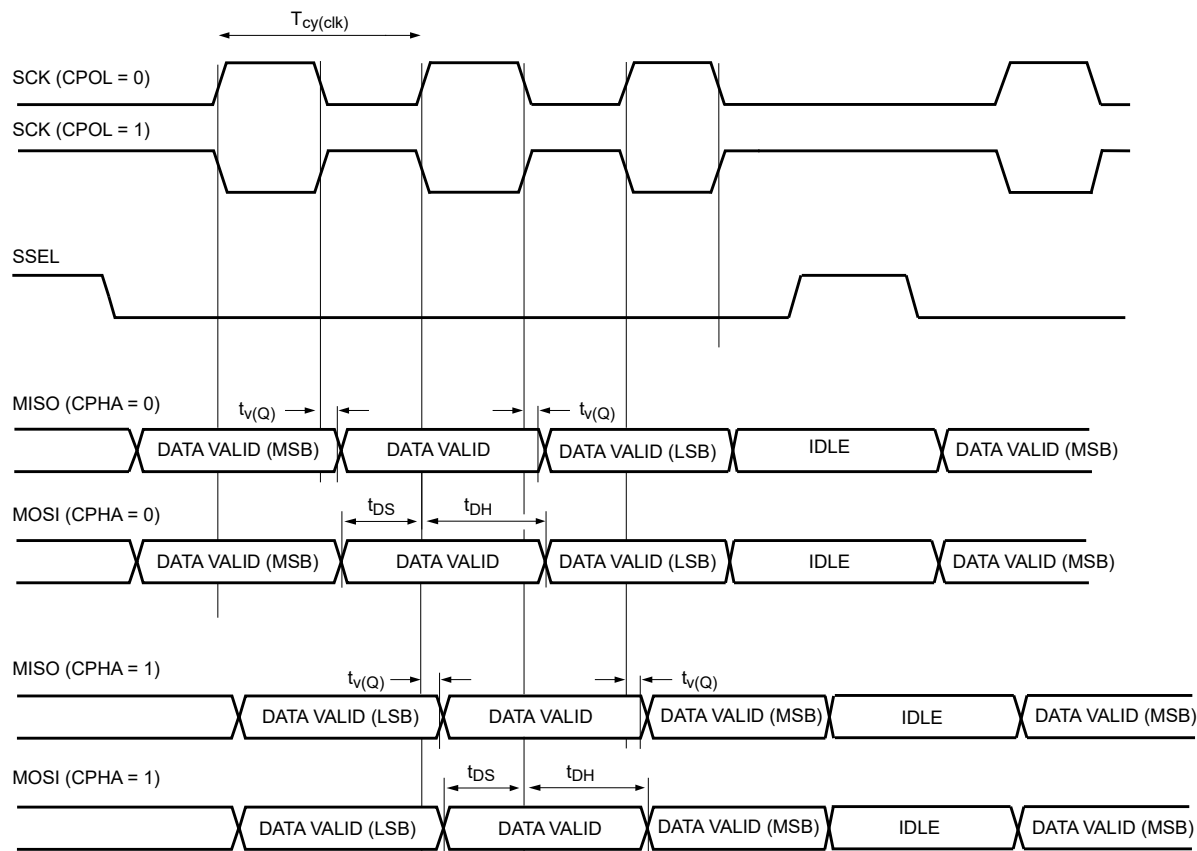 Tcy(clk)
SCK (CPOL = 0)
SCK (CPOL = 1)
SSEL
MISO (CPHA = 0)
tv(Q) tv(Q)
DATA VALID (MSB) DATA VALID DATA VALID (LSB) IDLE DATA VALID (MSB)
tDS tDH
MOSI (CPHA = 0)
DATA VALID (MSB) DATA VALID DATA VALID (LSB) IDLE DATA VALID (MSB)
MISO (CPHA = 1)
tv(Q) tv(Q)
DATA VALID (LSB) DATA VALID DATA VALID (MSB) IDLE DATA VALID (MSB)
tDS tDH
MOSI (CPHA = 1)
DATA VALID (LSB) DATA VALID DATA VALID (MSB) IDLE DATA VALID (MSB)